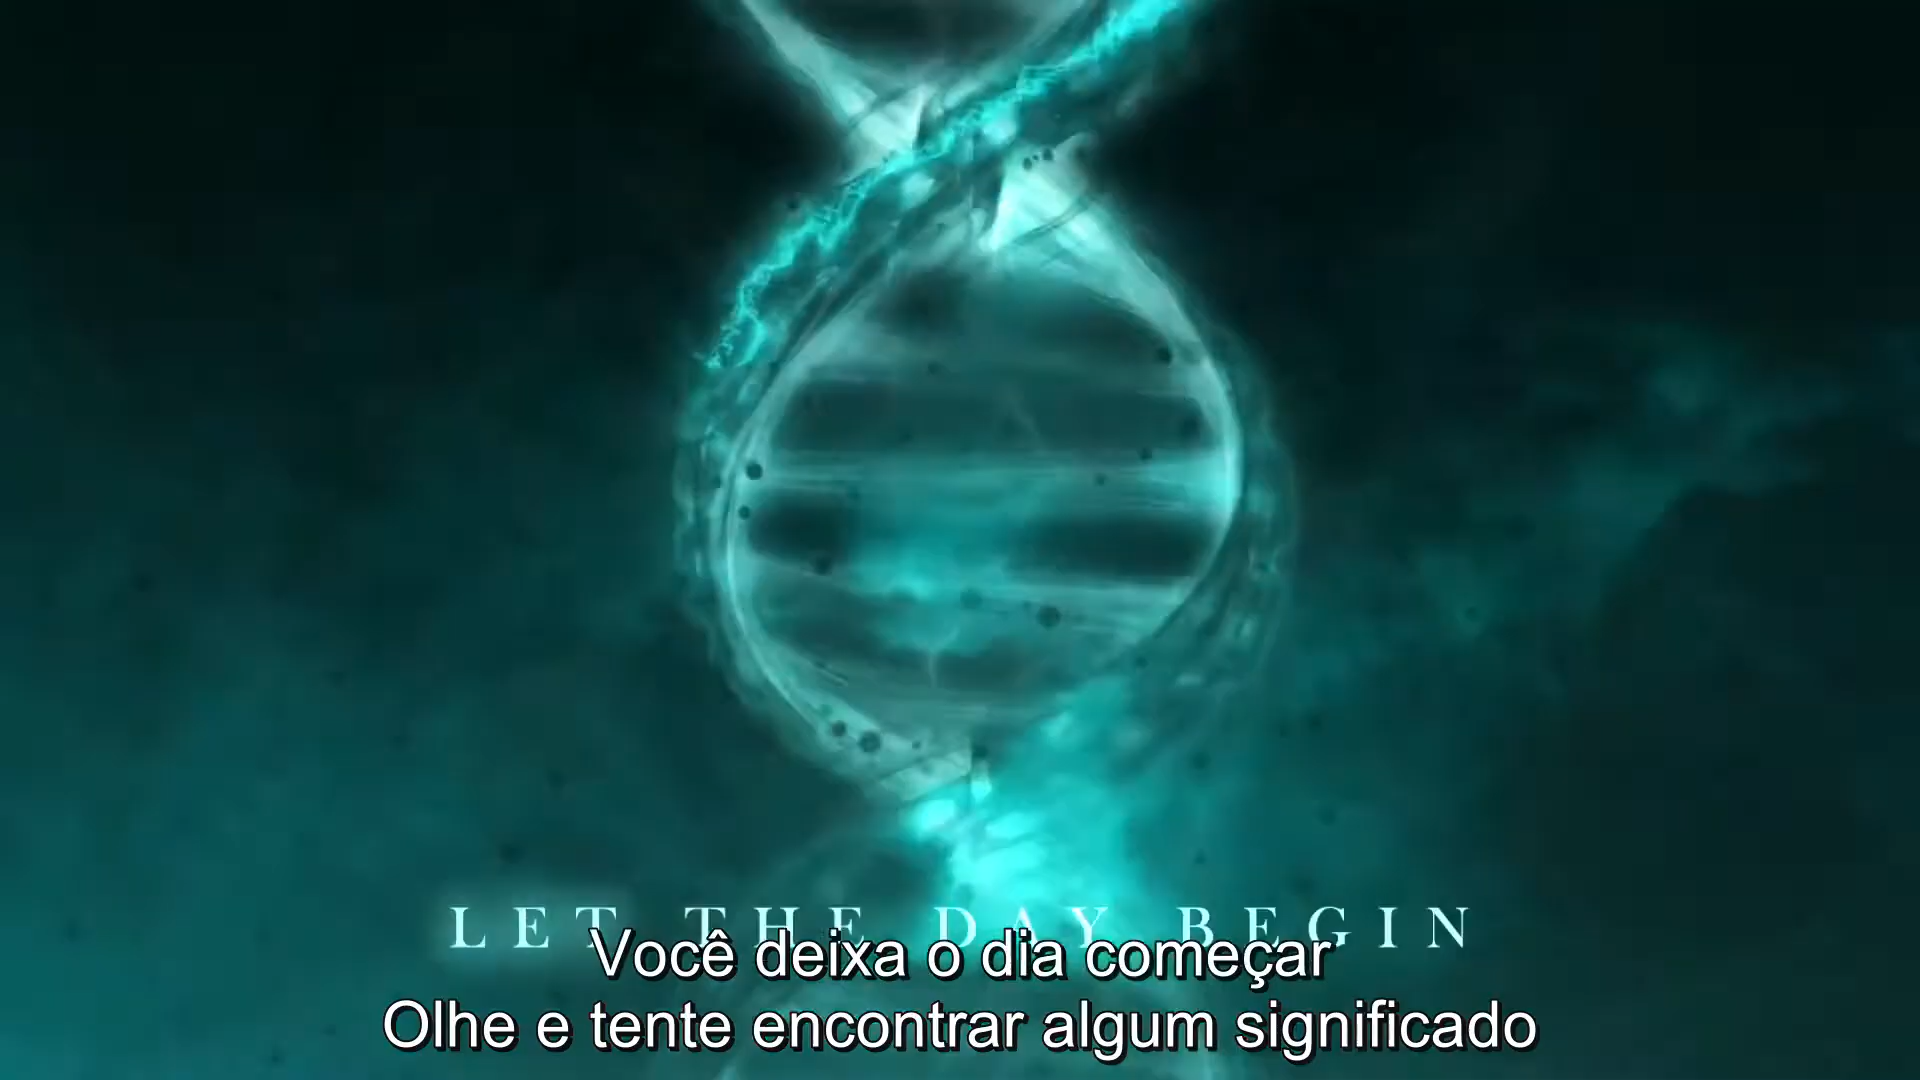 LET THE DAY BEGIN
Você deixa o dia começar
Olhe e tente encontrar algum significado